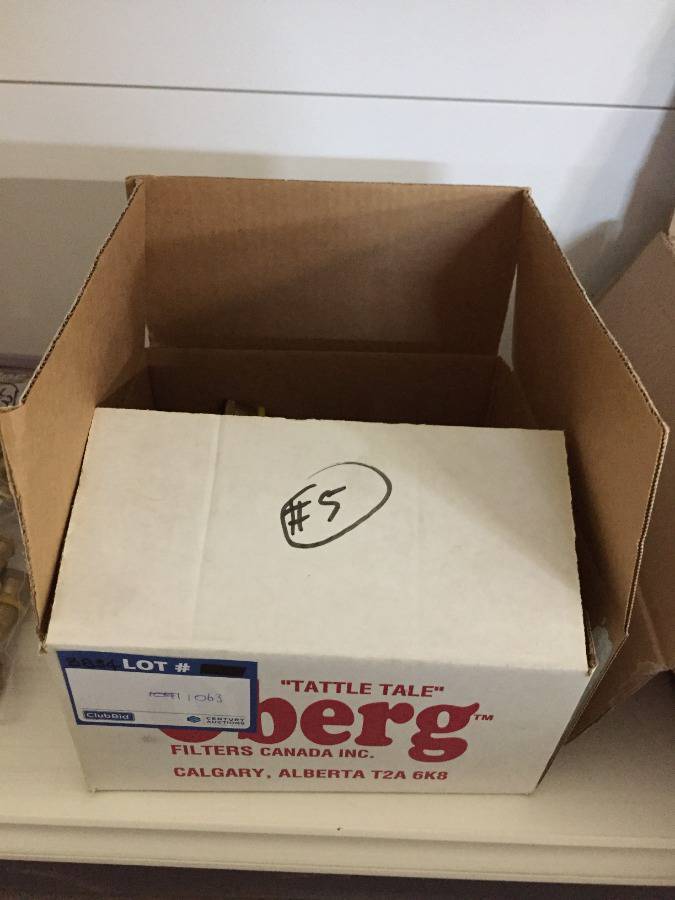 #5
LOT #
1063
ClubBid
CENTURY
AUCTIONS
"TATTLE TALE"
berg™
FILTERS CANADA INC.
CALGARY, ALBERTA T2A 6K8